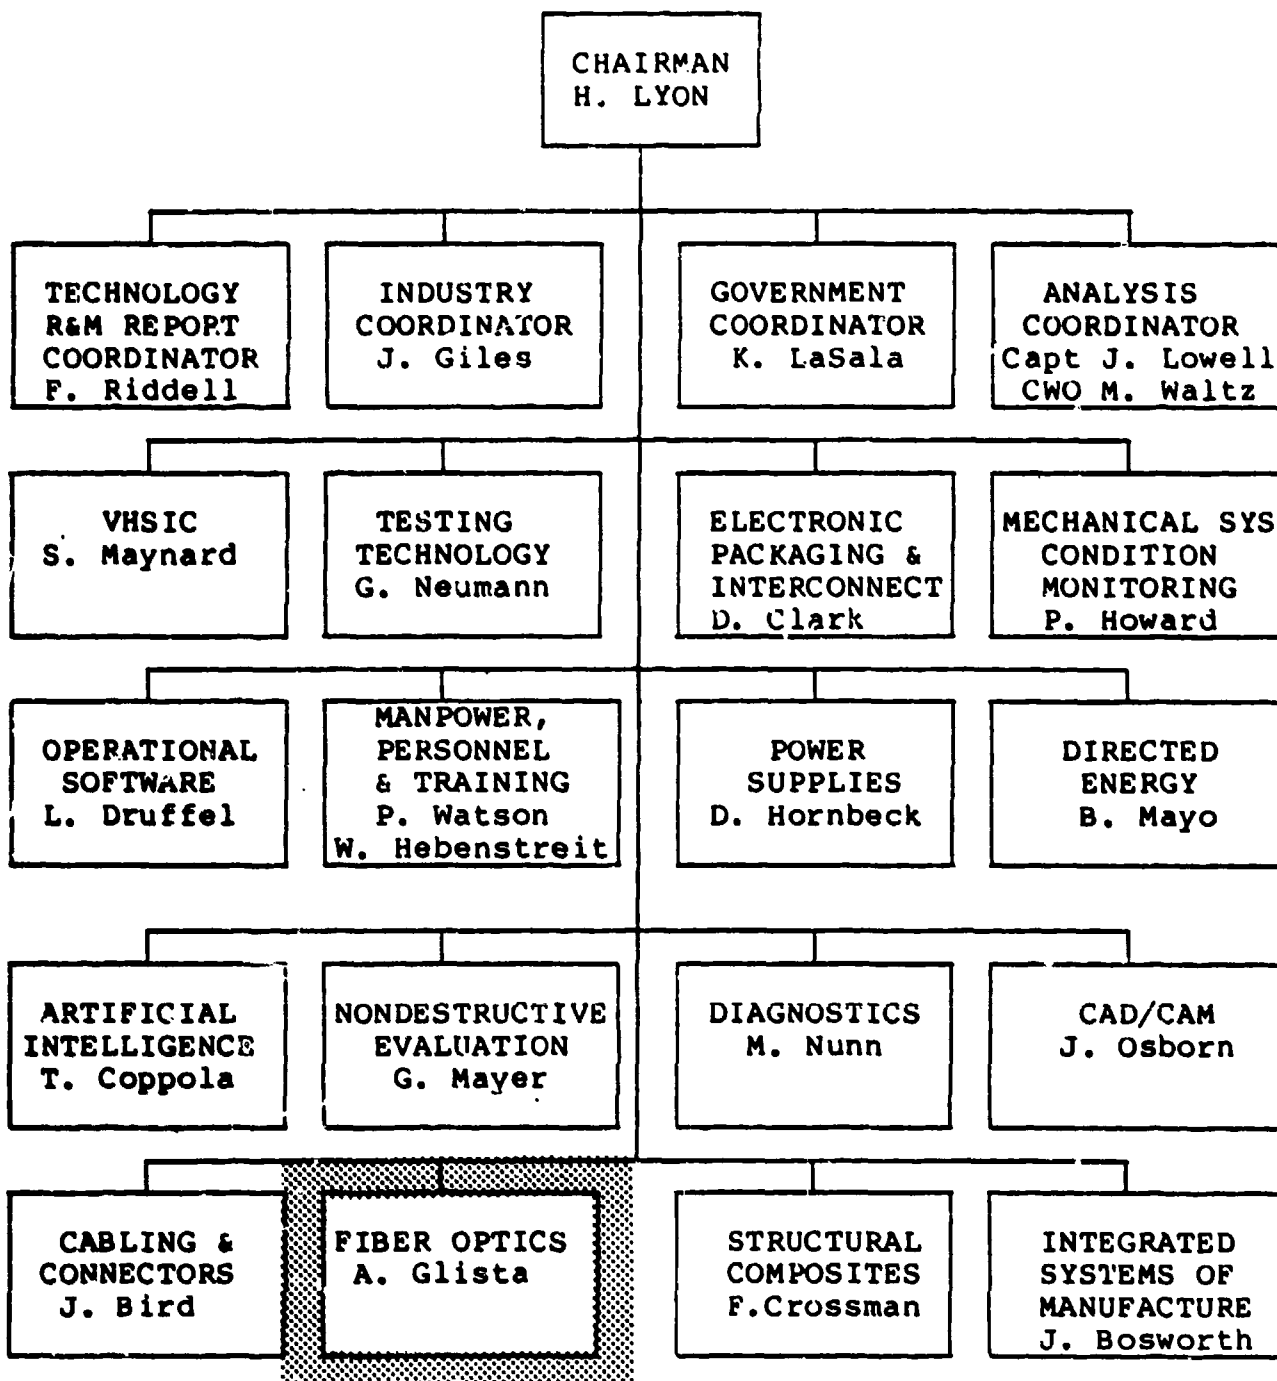 CHAIRMAN
H. LYON
TECHNOLOGY
R&M REPORT
COORDINATOR
F. Riddell
INDUSTRY
COORDINATOR
J. Giles
GOVERNMENT
COORDINATOR
K. LaSala
ANALYSIS
COORDINATOR
Capt J. Lowell
CWO M. Waltz
VHSIC
S. Maynard
TESTING
TECHNOLOGY
G. Neumann
ELECTRONIC
PACKAGING &
INTERCONNECT
D. Clark
MECHANICAL SYS
CONDITION
MONITORING
P. Howard
OPERATIONAL
SOFTWARE
L. Druffel
MANPOWER,
PERSONNEL
& TRAINING
P. Watson
W. Hebenstreit
POWER
SUPPLIES
D. Hornbeck
DIRECTED
ENERGY
B. Mayo
ARTIFICIAL
INTELLIGENCE
T. Coppola
NONDESTRUCTIVE
EVALUATION
G. Mayer
DIAGNOSTICS
M. Nunn
CAD/CAM
J. Osborn
CABLING &
CONNECTORS
J. Bird
FIBER OPTICS
A. Glista
STRUCTURAL
COMPOSITES
F.Crossman
INTEGRATED
SYSTEMS OF
MANUFACTURE
J. Bosworth